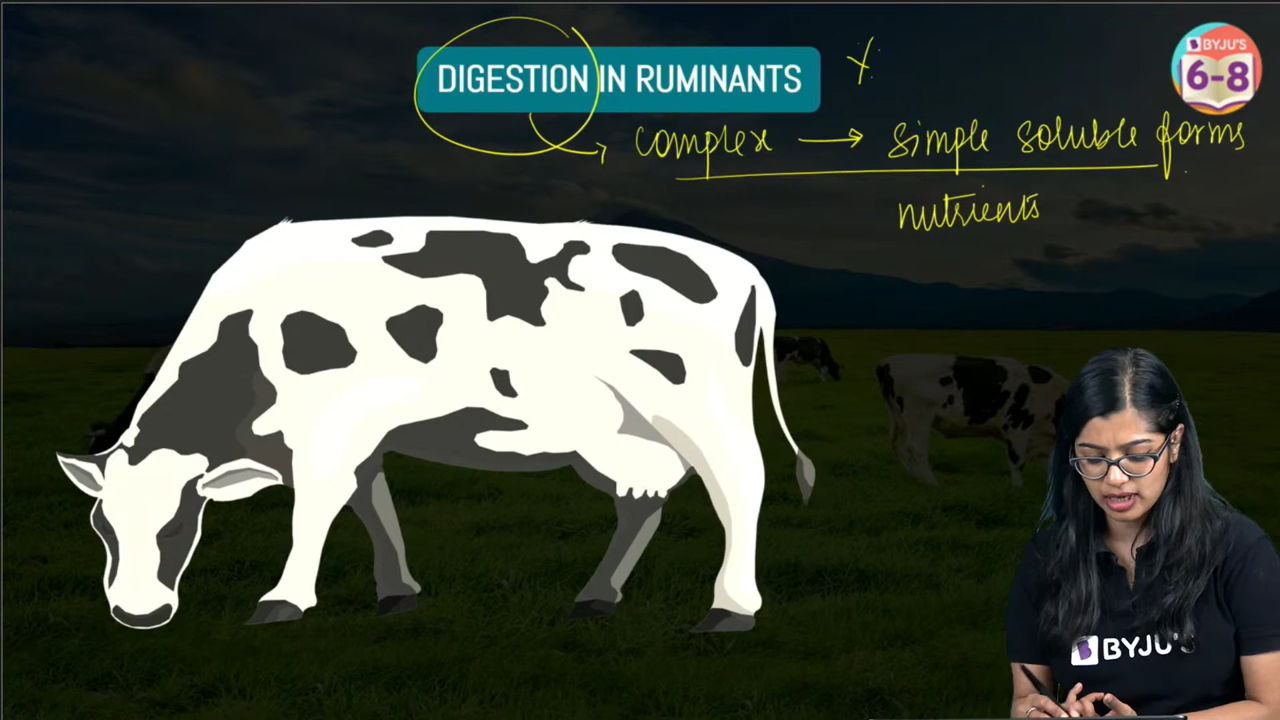 DIGESTION IN RUMINANTS
BYJU'S
6-8
complex → simple soluble forms
nutrients
BYJU'S